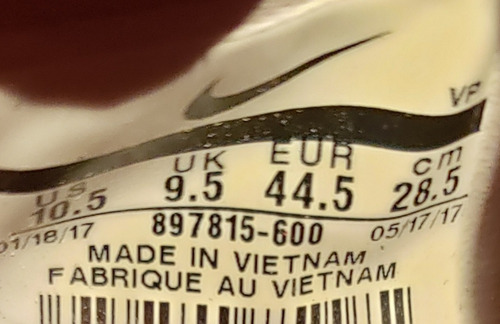 VP
US UK EUR cm
10.5 9.5 44.5 28.5
01/18/17 897815-600 05/17/17
MADE IN VIETNAM
FABRIQUE AU VIETNAM